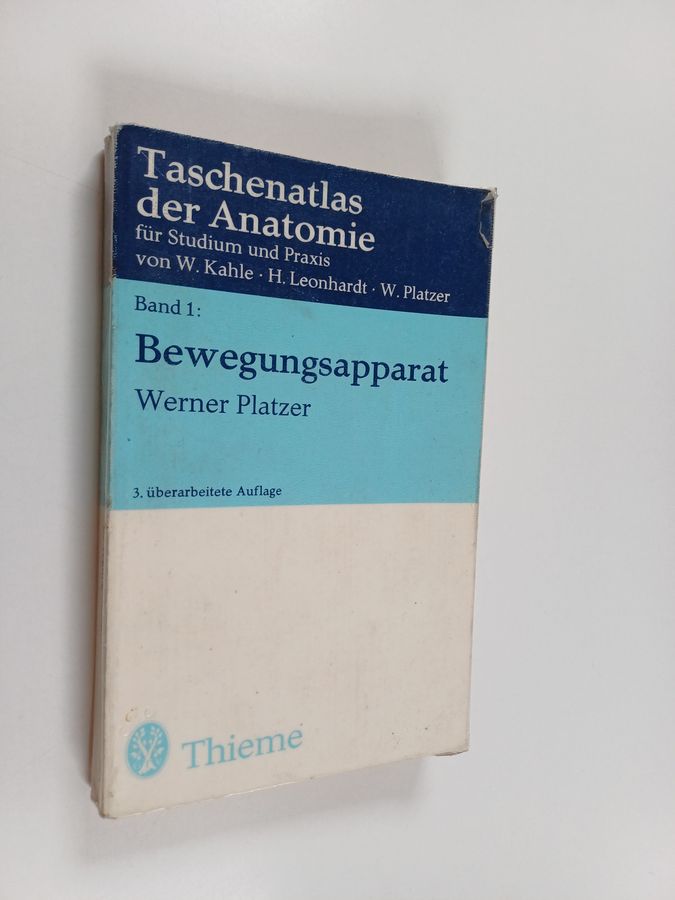 Taschenatlas
der Anatomie
für Studium und Praxis
von W. Kahle · H. Leonhardt · W. Platzer
Band 1:
Bewegungsapparat
Werner Platzer
3. überarbeitete Auflage
Thieme